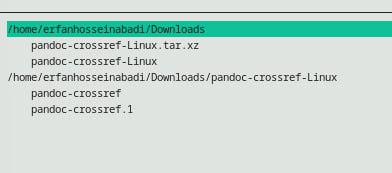 /home/erfanhosseinabadi/Downloads
pandoc-crossref-Linux.tar.xz
pandoc-crossref-Linux
/home/erfanhosseinabadi/Downloads/pandoc-crossref-Linux
pandoc-crossref
pandoc-crossref.1